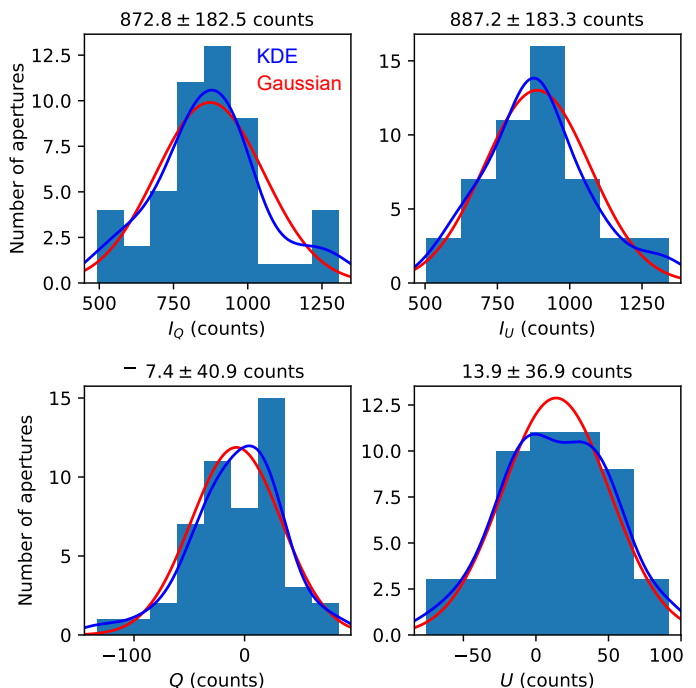 872.8 ± 182.5 counts
887.2 ± 183.3 counts
Number of apertures
12.5
10.0
7.5
5.0
2.5
0.0
KDE
Gaussian
500 750 1000 1250
I_Q (counts)
15
10
5
0
500 750 1000 1250
I_U (counts)
− 7.4 ± 40.9 counts
13.9 ± 36.9 counts
Number of apertures
15
10
5
0
−100 0
Q (counts)
12.5
10.0
7.5
5.0
2.5
0.0
−50 0 50 100
U (counts)